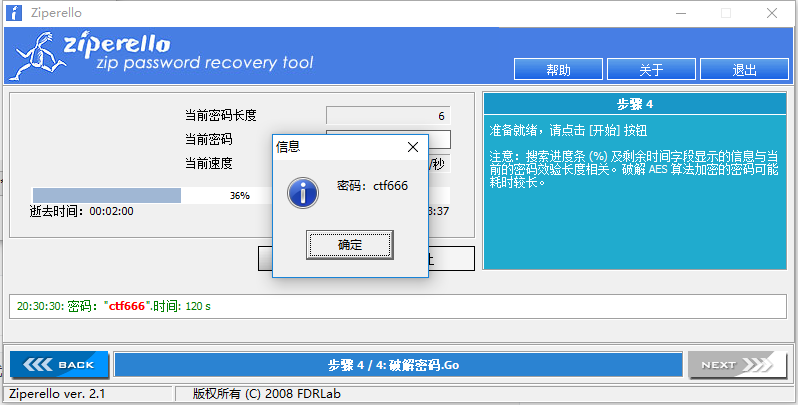 Ziperello
ziperello
zip password recovery tool
帮助
关于
退出
当前密码长度
6
当前密码
当前速度
/秒
36%
逝去时间: 00:02:00
3:37
信息
密码: ctf666
确定
步骤 4
准备就绪，请点击 [开始] 按钮
注意: 搜索进度条 (%) 及剩余时间字段显示的信息与当
前的密码效验长度相关。破解 AES 算法加密的密码可能
耗时较长。
20:30:30: 密码: "ctf666".时间: 120 s
BACK
步骤 4 / 4: 破解密码.Go
NEXT
Ziperello ver. 2.1
版权所有 (C) 2008 FDRLab